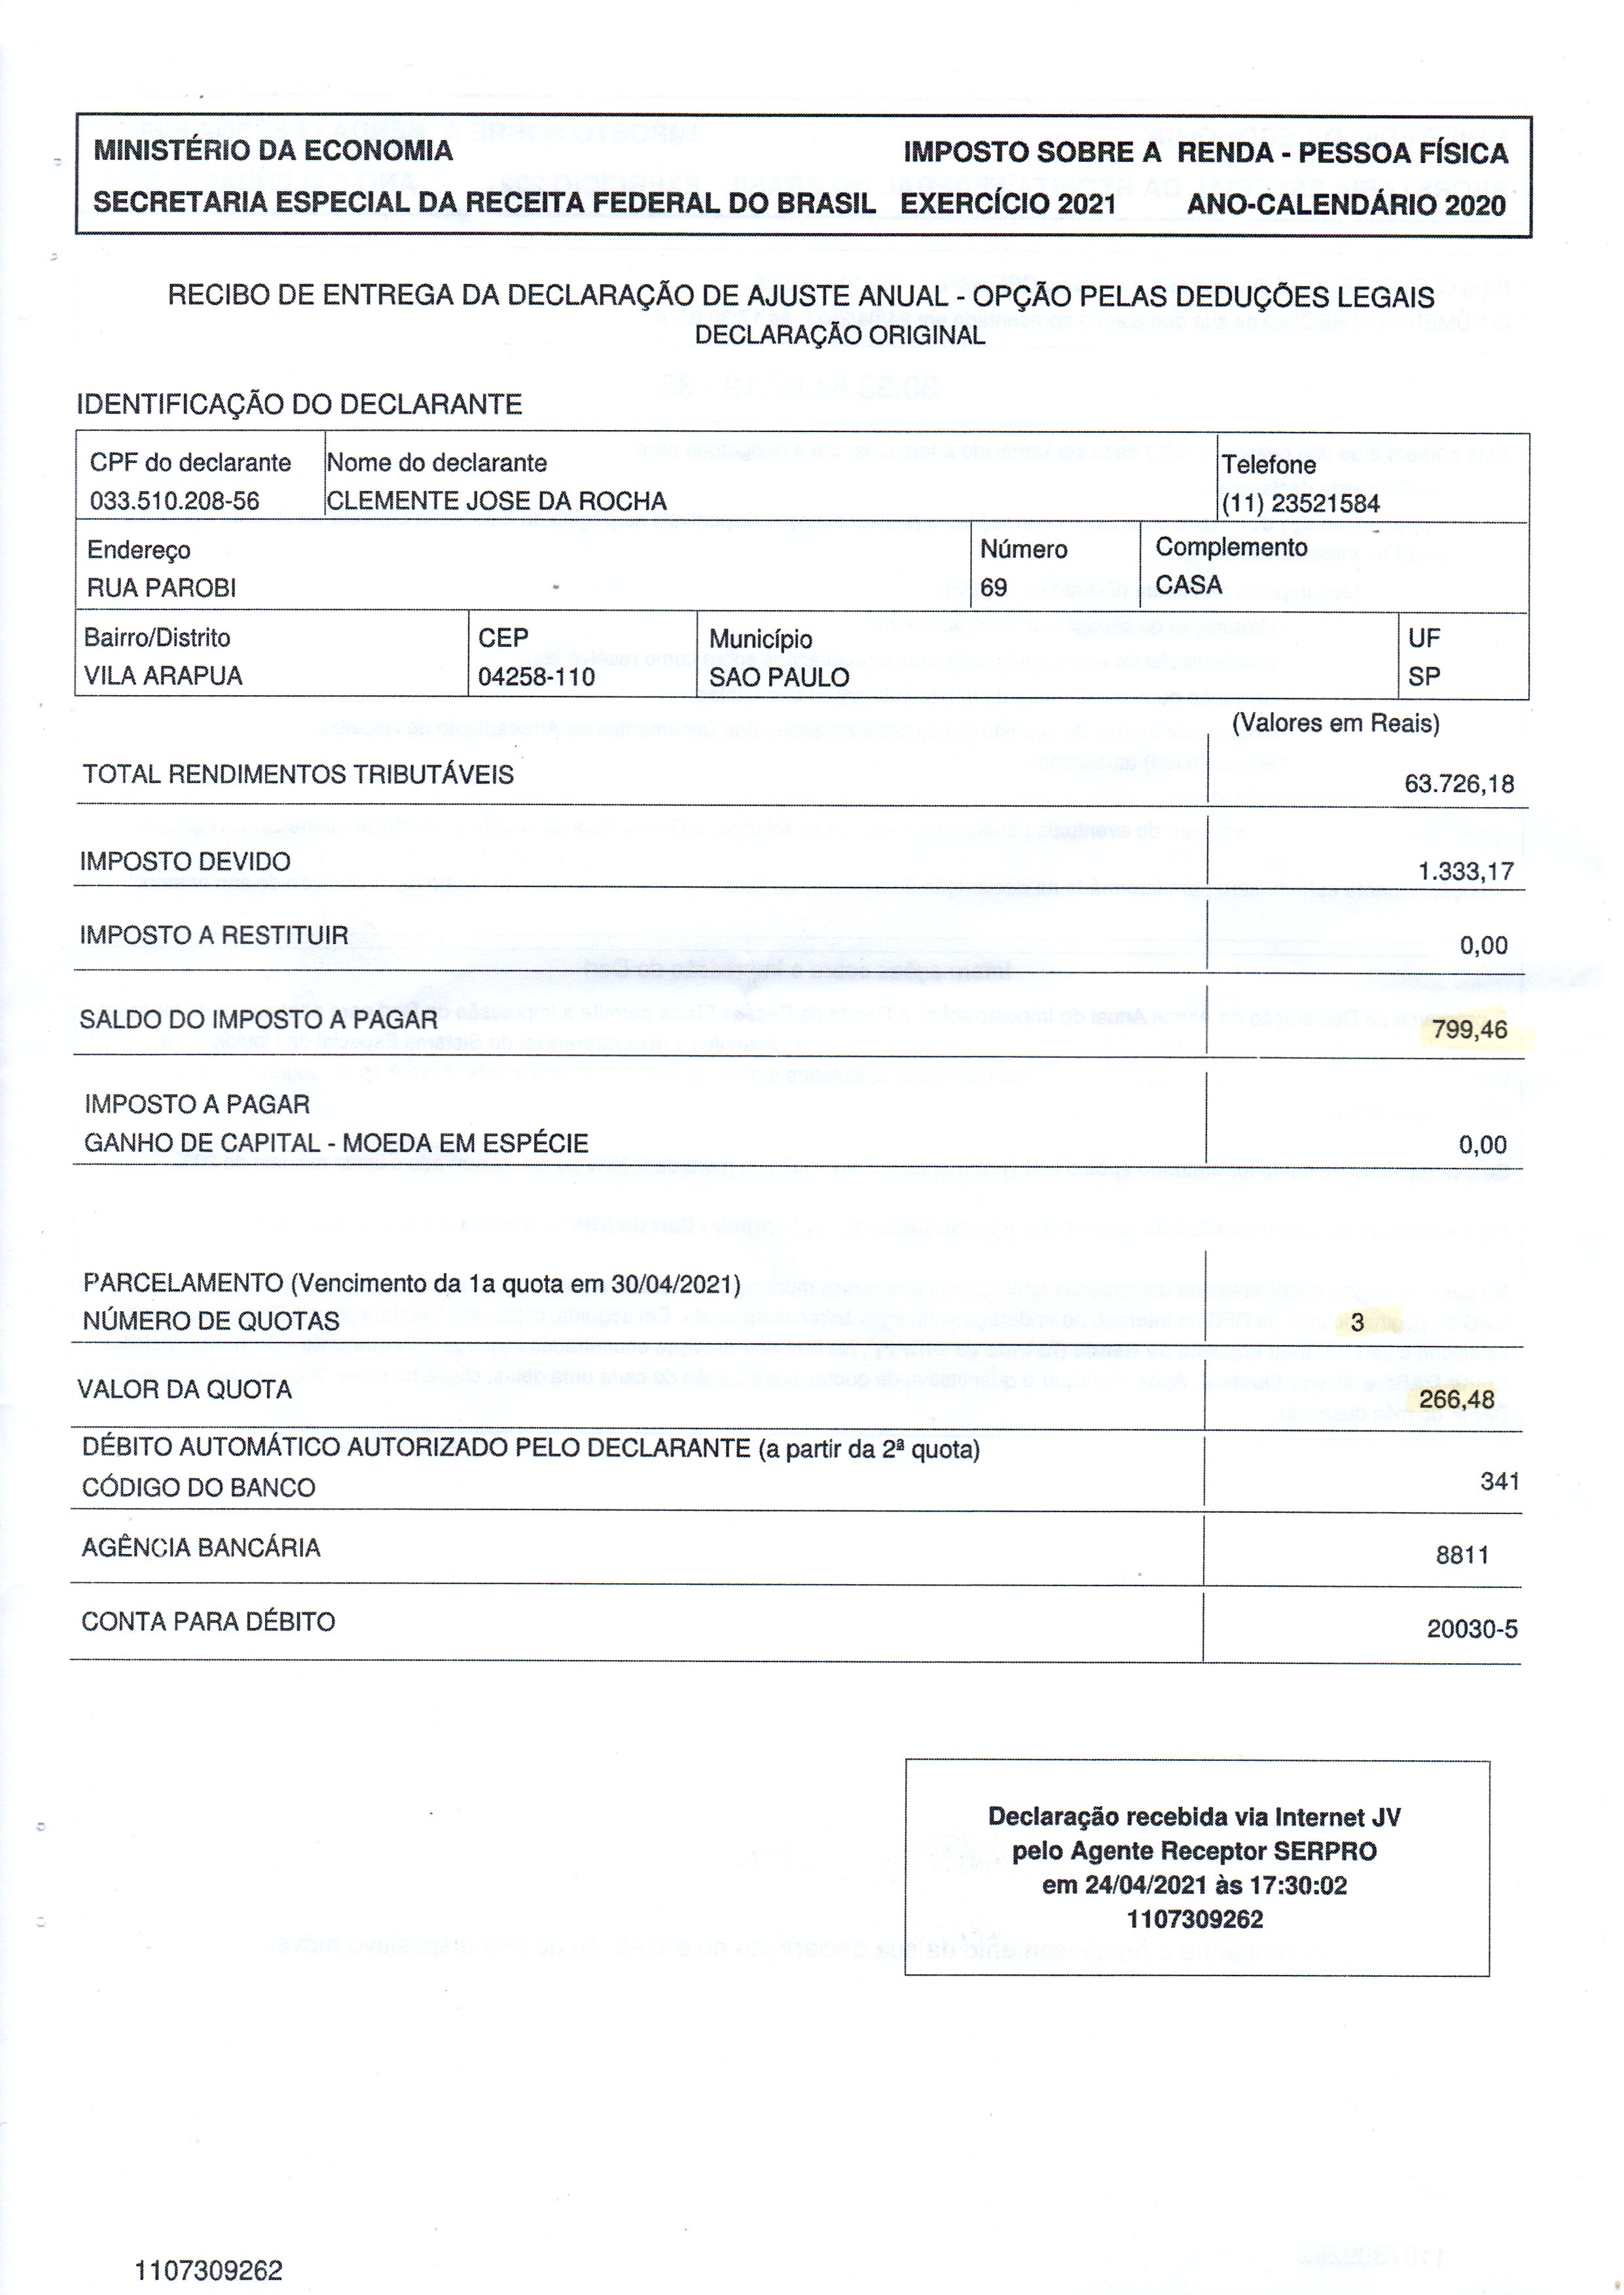 MINISTÉRIO DA ECONOMIA IMPOSTO SOBRE A RENDA - PESSOA FÍSICA
SECRETARIA ESPECIAL DA RECEITA FEDERAL DO BRASIL EXERCÍCIO 2021 ANO-CALENDÁRIO 2020
RECIBO DE ENTREGA DA DECLARAÇÃO DE AJUSTE ANUAL - OPÇÃO PELAS DEDUÇÕES LEGAIS
DECLARAÇÃO ORIGINAL
IDENTIFICAÇÃO DO DECLARANTE
CPF do declarante Nome do declarante Telefone
033.510.208-56 CLEMENTE JOSE DA ROCHA (11) 23521584
Endereço Número Complemento
RUA PAROBI 69 CASA
Bairro/Distrito CEP Município UF
VILA ARAPUA 04258-110 SAO PAULO SP
(Valores em Reais)
TOTAL RENDIMENTOS TRIBUTÁVEIS 63.726,18
IMPOSTO DEVIDO 1.333,17
IMPOSTO A RESTITUIR 0,00
SALDO DO IMPOSTO A PAGAR 799,46
IMPOSTO A PAGAR
GANHO DE CAPITAL - MOEDA EM ESPÉCIE 0,00
PARCELAMENTO (Vencimento da 1a quota em 30/04/2021)
NÚMERO DE QUOTAS 3
VALOR DA QUOTA 266,48
DÉBITO AUTOMÁTICO AUTORIZADO PELO DECLARANTE (a partir da 2ª quota)
CÓDIGO DO BANCO 341
AGÊNCIA BANCÁRIA 8811
CONTA PARA DÉBITO 20030-5
Declaração recebida via Internet JV
pelo Agente Receptor SERPRO
em 24/04/2021 às 17:30:02
1107309262
1107309262